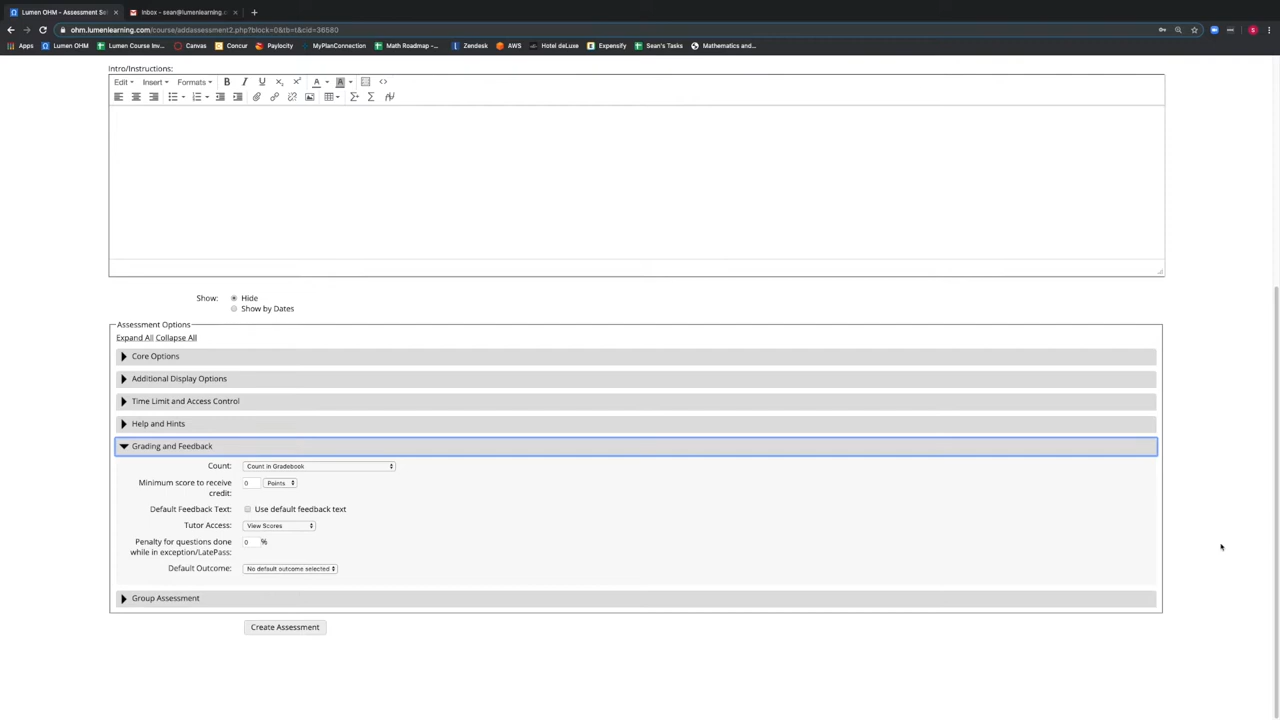 Lumen OHM - Assessment Se
Inbox - sean@lumenlearning.c
ohm.lumenlearning.com/course/addassessment2.php?block=0&tb=t&cid=36580
Apps Lumen OHM Lumen Course Inv... Canvas Concur Paylocity MyPlanConnection Math Roadmap –... Zendesk AWS Hotel deLuxe Expensify Sean's Tasks Mathematics and...
Intro/Instructions:
Edit Insert Formats B I U X₂ X² A A <>
Show: Hide
Show by Dates
Assessment Options
Expand All Collapse All
Core Options
Additional Display Options
Time Limit and Access Control
Help and Hints
Grading and Feedback
Count: Count in Gradebook
Minimum score to receive 0 Points
credit:
Default Feedback Text: Use default feedback text
Tutor Access: View Scores
Penalty for questions done 0 %
while in exception/LatePass:
Default Outcome: No default outcome selected
Group Assessment
Create Assessment